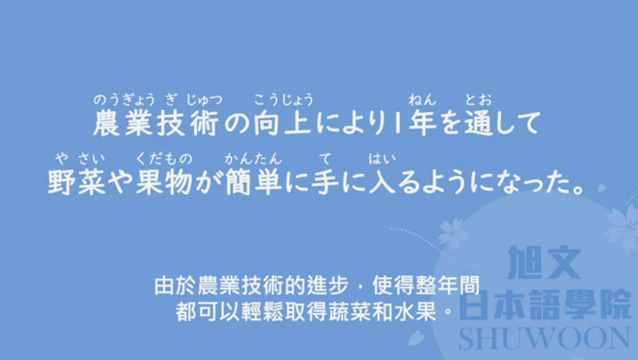 のうぎょう ぎ じゅつ こうじょう ねん とお
農業技術の向上により1年を通して
や さい くだもの かんたん て はい
野菜や果物が簡単に手に入るようになった。
由於農業技術的進步，使得整年間
都可以輕鬆取得蔬菜和水果。
旭文
日本語學院
SHUWOON